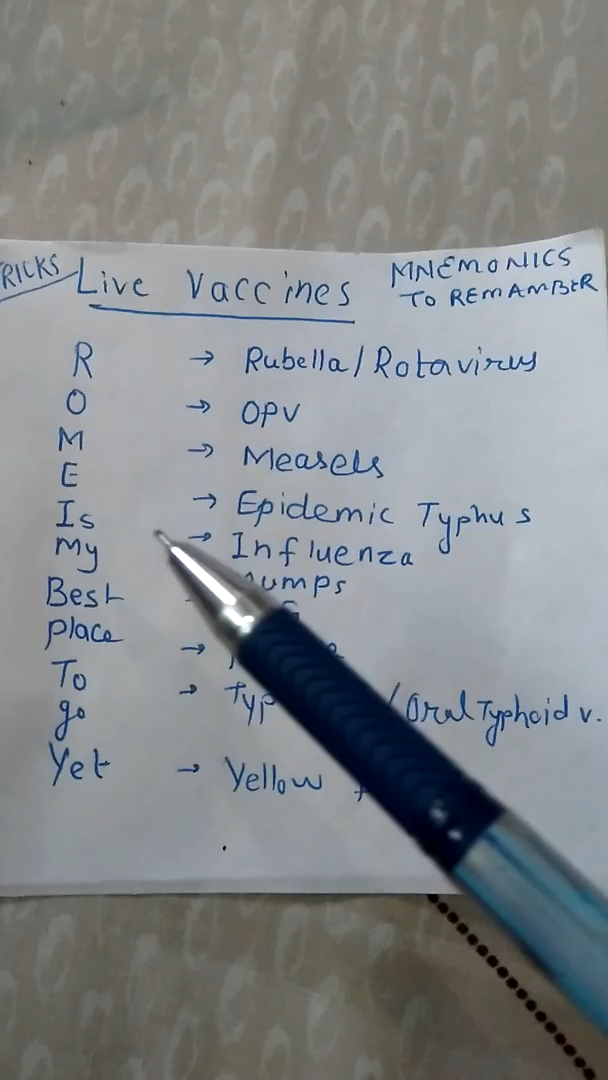 TRICKS Live Vaccines MNEMONICS TO REMAMBER
R → Rubella/Rotavirus
O → OPV
M → Measels
E → Epidemic Typhus
Is → Influenza
My
Best
Place →
To →
go / Oral Typhoid v.
Yet → Yellow